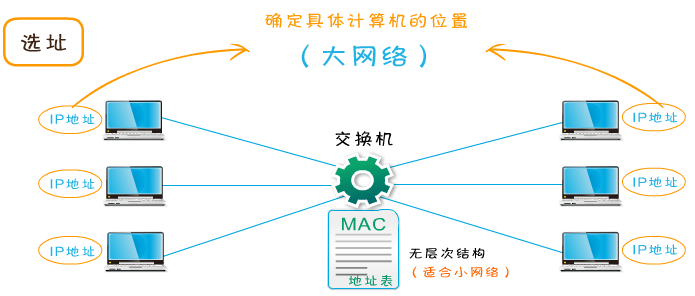 选址
确定具体计算机的位置
（大网络）
IP地址
IP地址
交换机
IP地址
IP地址
MAC
地址表
无层次结构
（适合小网络）
IP地址
IP地址